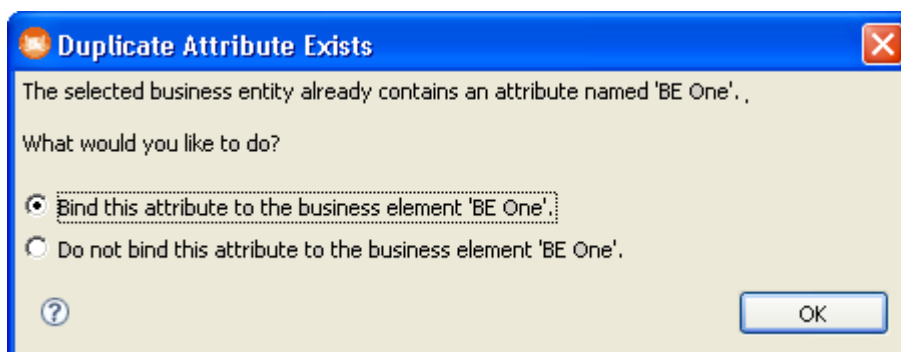 Duplicate Attribute Exists
The selected business entity already contains an attribute named 'BE One'. ,
What would you like to do?
Bind this attribute to the business element 'BE One'.
Do not bind this attribute to the business element 'BE One'.
?
OK